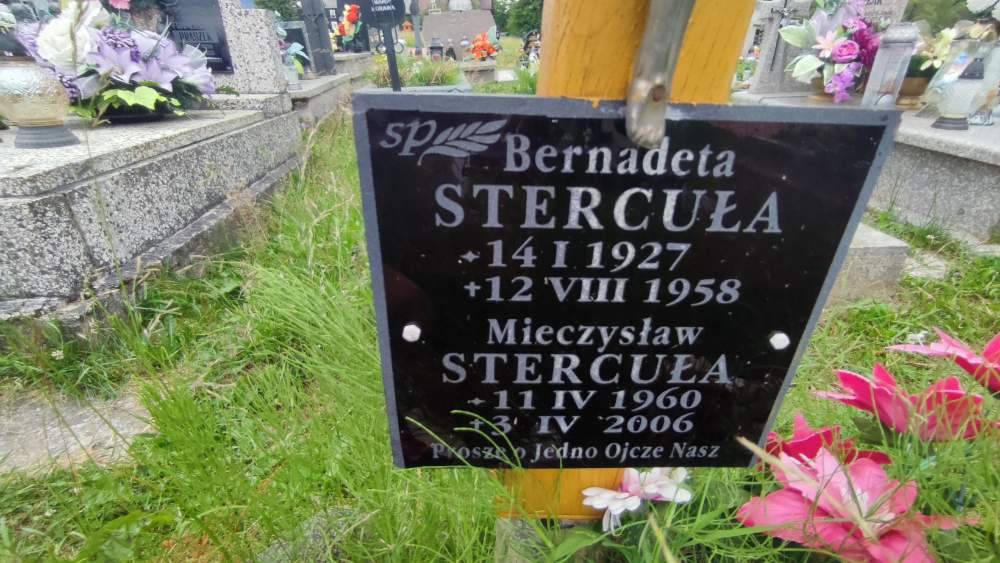 śp Bernadeta
STERCUŁA
14 I 1927
+12 VIII 1958
Mieczysław
STERCUŁA
11 IV 1960
+3 IV 2006
Proszę o Jedno Ojcze Nasz